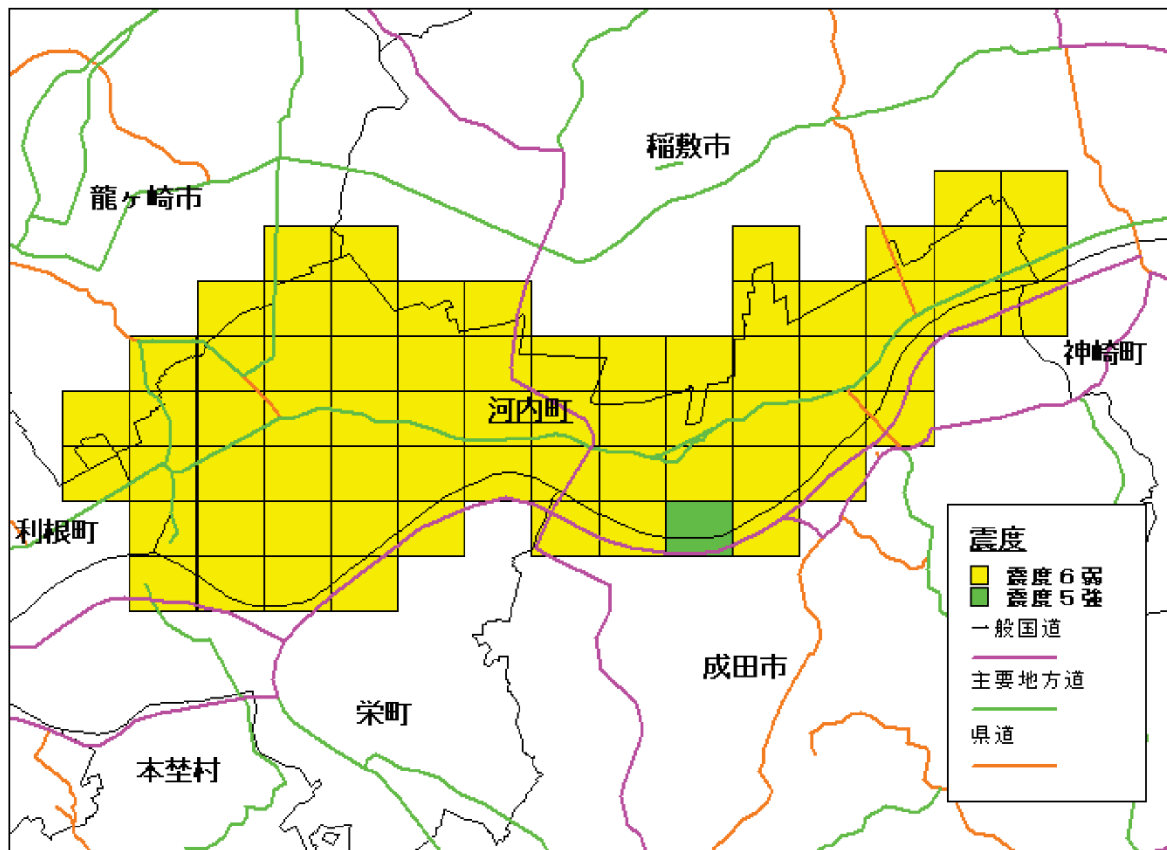 稲敷市
龍ヶ崎市
神崎町
河内町
利根町
成田市
栄町
本埜村
震度
震度6弱
震度5強
一般国道
主要地方道
県道